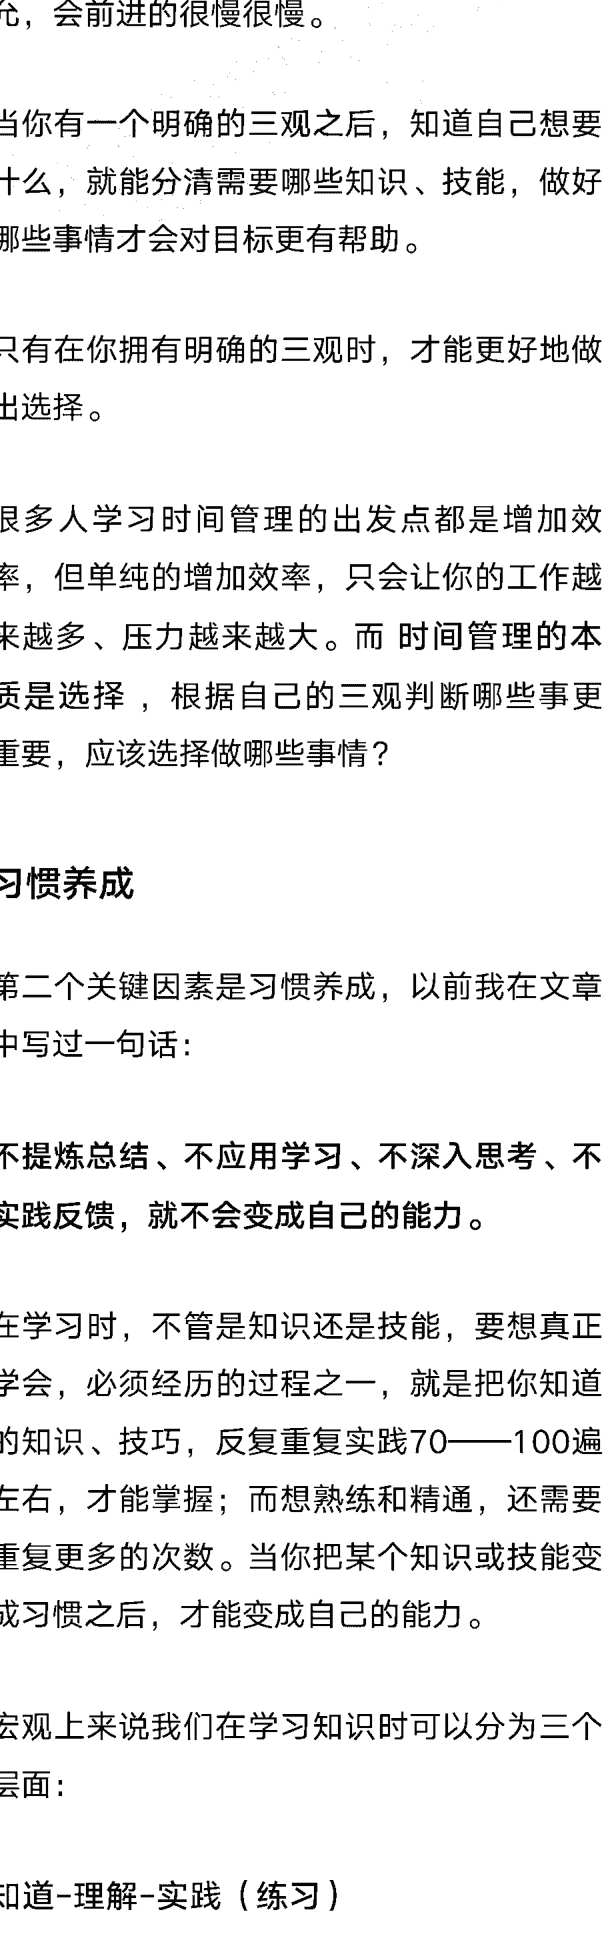 允，会前进的很慢很慢。
当你有一个明确的三观之后，知道自己想要
什么，就能分清需要哪些知识、技能，做好
哪些事情才会对目标更有帮助。
只有在你拥有明确的三观时，才能更好地做
出选择。
很多人学习时间管理的出发点都是增加效
率，但单纯的增加效率，只会让你的工作越
来越多、压力越来越大。而 时间管理的本
质是选择 ，根据自己的三观判断哪些事更
重要，应该选择做哪些事情？
习惯养成
第二个关键因素是习惯养成，以前我在文章
中写过一句话：
不提炼总结、不应用学习、不深入思考、不
实践反馈，就不会变成自己的能力。
在学习时，不管是知识还是技能，要想真正
学会，必须经历的过程之一，就是把你知道
的知识、技巧，反复重复实践70——100遍
左右，才能掌握；而想熟练和精通，还需要
重复更多的次数。当你把某个知识或技能变
成习惯之后，才能变成自己的能力。
宏观上来说我们在学习知识时可以分为三个
层面：
知道-理解-实践（练习）